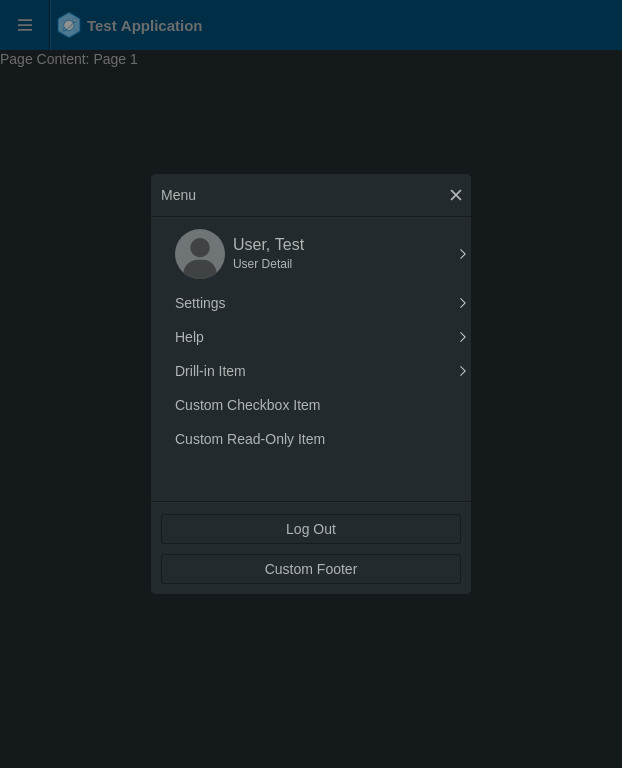 Test Application
Page Content: Page 1
Menu
User, Test
User Detail
Settings
Help
Drill-in Item
Custom Checkbox Item
Custom Read-Only Item
Log Out
Custom Footer